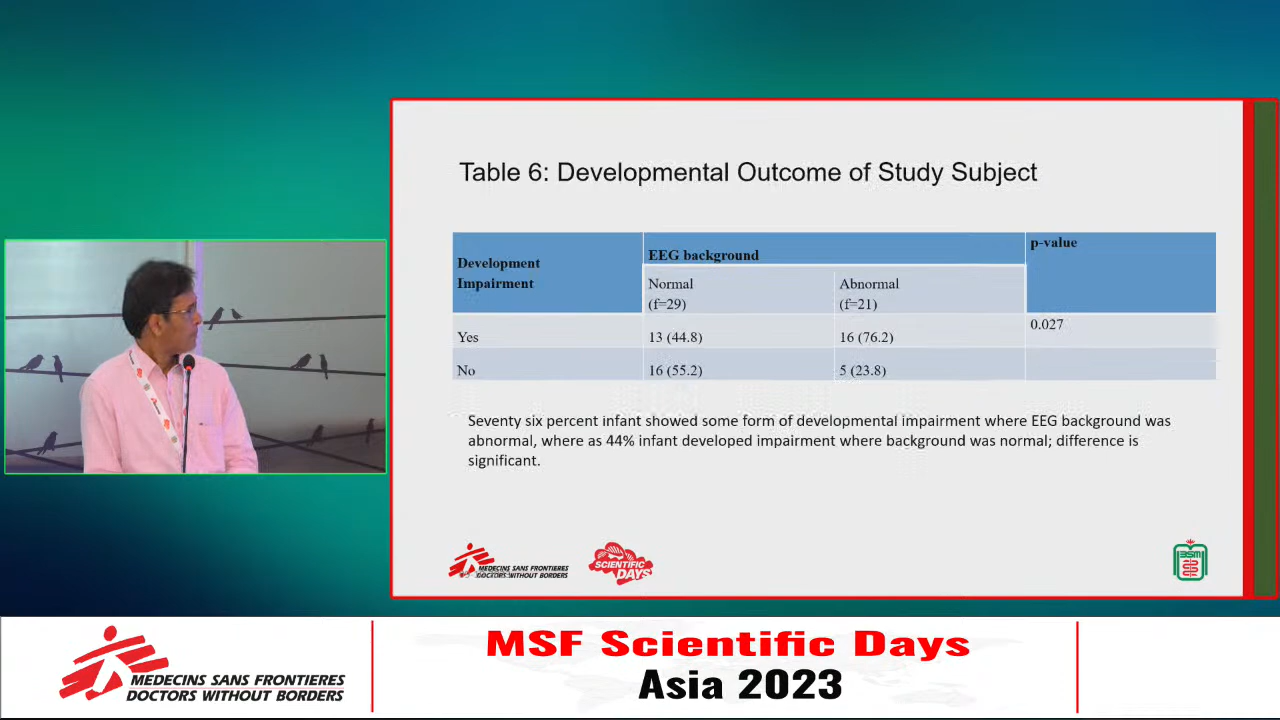 Table 6: Developmental Outcome of Study Subject
Development
Impairment
EEG background
p-value
Normal
(f=29)
Abnormal
(f=21)
Yes
13 (44.8)
16 (76.2)
0.027
No
16 (55.2)
5 (23.8)
Seventy six percent infant showed some form of developmental impairment where EEG background was
abnormal, where as 44% infant developed impairment where background was normal; difference is
significant.
MEDECINS SANS FRONTIERES
DOCTORS WITHOUT BORDERS
SCIENTIFIC
DAYS
BSM
MEDECINS SANS FRONTIERES
DOCTORS WITHOUT BORDERS
MSF Scientific Days
Asia 2023